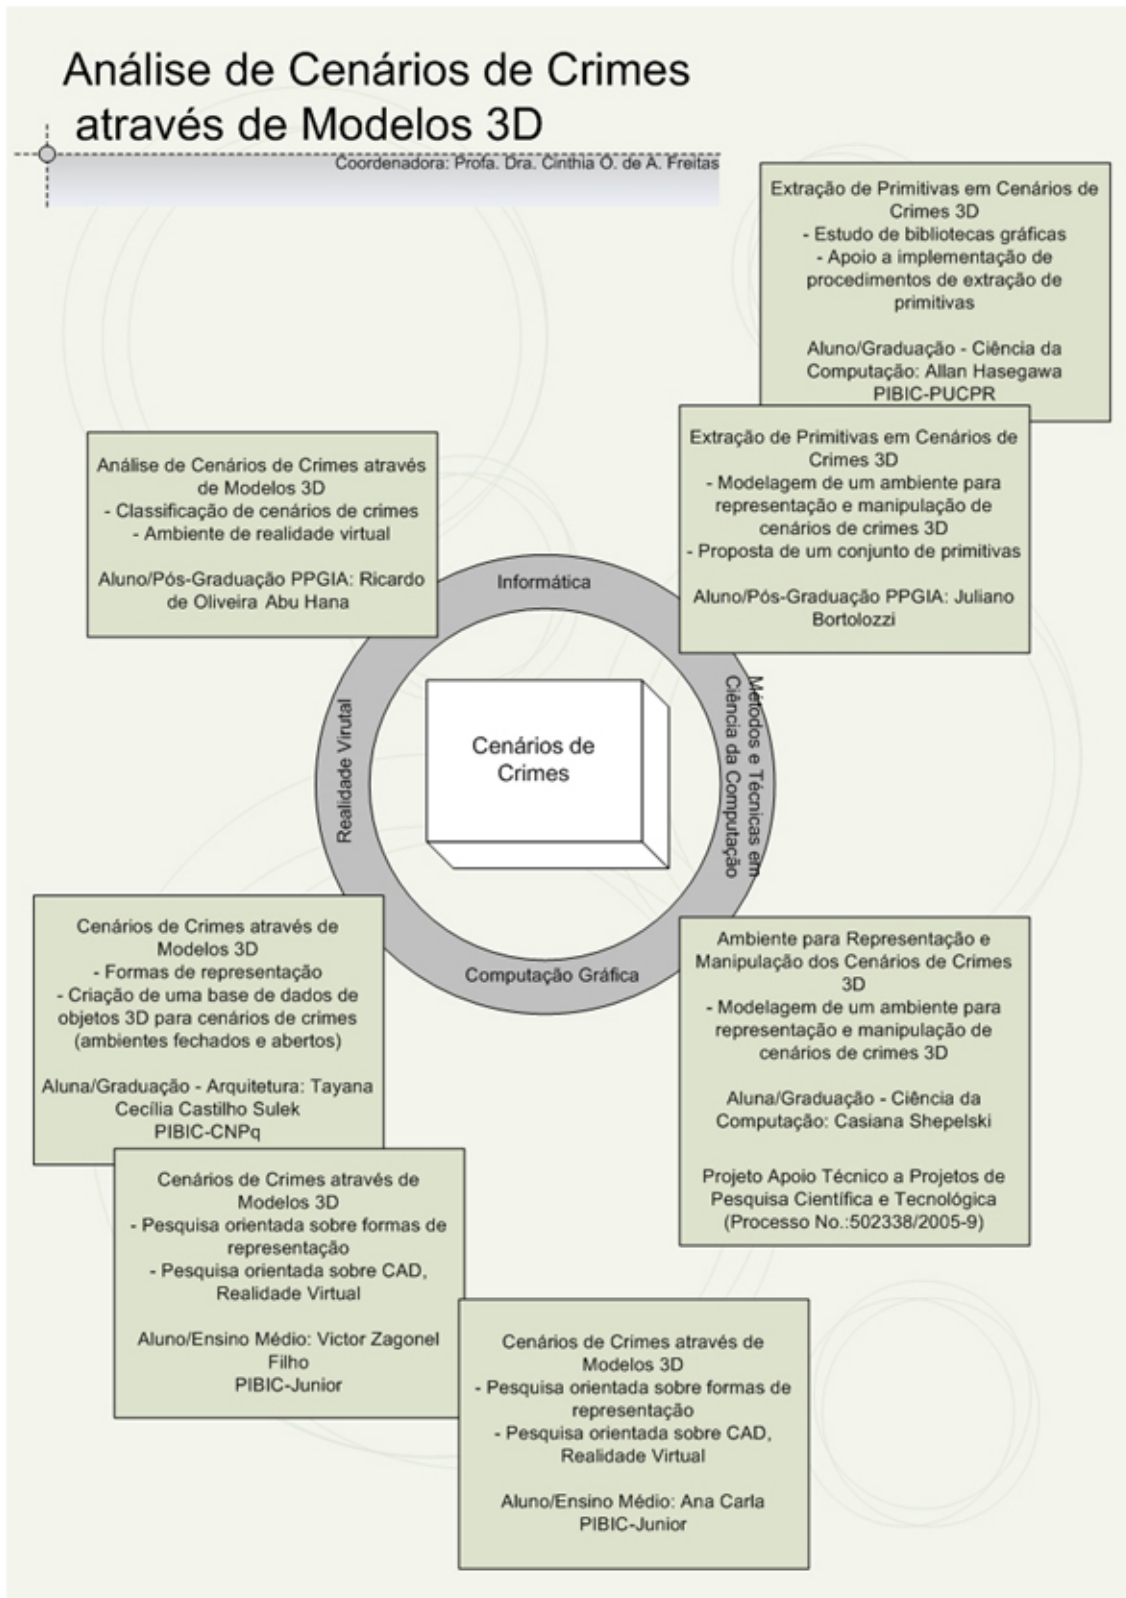 Análise de Cenários de Crimes
através de Modelos 3D
Coordenadora: Profa. Dra. Cinthia O. de A. Freitas
Extração de Primitivas em Cenários de
Crimes 3D
- Estudo de bibliotecas gráficas
- Apoio a implementação de
procedimentos de extração de
primitivas
Aluno/Graduação - Ciência da
Computação: Allan Hasegawa
PIBIC-PUCPR
Extração de Primitivas em Cenários de
Crimes 3D
- Modelagem de um ambiente para
representação e manipulação de
cenários de crimes 3D
- Proposta de um conjunto de primitivas
Aluno/Pós-Graduação PPGIA: Juliano
Bortolozzi
Análise de Cenários de Crimes através
de Modelos 3D
- Classificação de cenários de crimes
- Ambiente de realidade virtual
Aluno/Pós-Graduação PPGIA: Ricardo
de Oliveira Abu Hana
Informática
Realidade Virutal
Cenários de
Crimes
Métodos e Técnicas em
Ciência da Computação
Computação Gráfica
Cenários de Crimes através de
Modelos 3D
- Formas de representação
- Criação de uma base de dados de
objetos 3D para cenários de crimes
(ambientes fechados e abertos)
Aluna/Graduação - Arquitetura: Tayana
Cecília Castilho Sulek
PIBIC-CNPq
Ambiente para Representação e
Manipulação dos Cenários de Crimes
3D
- Modelagem de um ambiente para
representação e manipulação de
cenários de crimes 3D
Aluna/Graduação - Ciência da
Computação: Casiana Shepelski
Projeto Apoio Técnico a Projetos de
Pesquisa Científica e Tecnológica
(Processo No.:502338/2005-9)
Cenários de Crimes através de
Modelos 3D
- Pesquisa orientada sobre formas de
representação
- Pesquisa orientada sobre CAD,
Realidade Virtual
Aluno/Ensino Médio: Victor Zagonel
Filho
PIBIC-Junior
Cenários de Crimes através de
Modelos 3D
- Pesquisa orientada sobre formas de
representação
- Pesquisa orientada sobre CAD,
Realidade Virtual
Aluno/Ensino Médio: Ana Carla
PIBIC-Junior